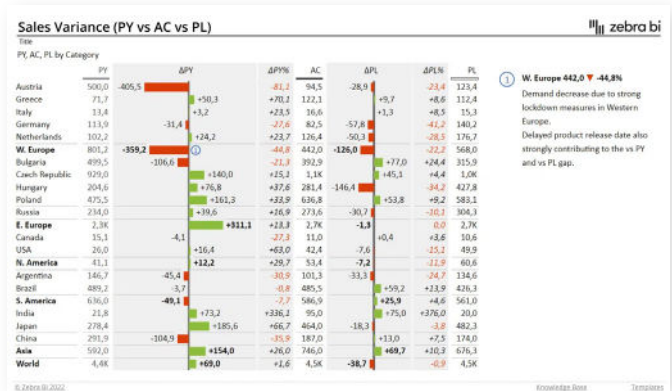 Sales Variance (PY vs AC vs PL)
zebra bi
Title
PY, AC, PL by Category
PY ΔPY ΔPY% AC ΔPL ΔPL% PL
Austria 500,0 -405,5 -81,1 94,5 -28,9 -23,4 123,4
Greece 71,7 +50,3 +70,1 122,1 +9,7 +8,6 112,4
Italy 13,4 +3,2 +23,5 16,6 +1,3 +8,5 15,3
Germany 113,9 -31,4 -27,6 82,5 -57,8 -41,2 140,2
Netherlands 102,2 +24,2 +23,7 126,4 -50,3 -28,5 176,7
W. Europe 801,2 -359,2 1 -44,8 442,0 -126,0 -22,2 568,0
Bulgaria 499,5 -106,6 -21,3 392,9 +77,0 +24,4 315,9
Czech Republic 929,0 +140,0 +15,1 1,1K +45,1 +4,4 1,0K
Hungary 204,6 +76,8 +37,6 281,4 -146,4 -34,2 427,8
Poland 475,5 +161,3 +33,9 636,8 +53,8 +9,2 583,1
Russia 234,0 +39,6 +16,9 273,6 -30,7 -10,1 304,3
E. Europe 2,3K +311,1 +13,3 2,7K -1,3 0,0 2,7K
Canada 15,1 -4,1 -27,3 11,0 +0,4 +3,6 10,6
USA 26,0 +16,4 +63,0 42,4 -7,6 -15,1 49,9
N. America 41,1 +12,2 +29,7 53,4 -7,2 -11,9 60,6
Argentina 146,7 -45,4 -30,9 101,3 -33,3 -24,7 134,6
Brazil 489,2 -3,7 -0,8 485,5 +59,2 +13,9 426,3
S. America 636,0 -49,1 -7,7 586,9 +25,9 +4,6 561,0
India 21,8 +73,2 +336,1 95,0 +75,0 +376,0 20,0
Japan 278,4 +185,6 +66,7 464,0 -18,3 -3,8 482,3
China 291,9 -104,9 -35,9 187,0 +13,0 +7,5 174,0
Asia 592,0 +154,0 +26,0 746,0 +69,7 +10,3 676,3
World 4,4K +69,0 +1,6 4,5K -38,7 -0,9 4,5K
1 W. Europe 442,0 ▼ -44,8%
Demand decrease due to strong
lockdown measures in Western
Europe.
Delayed product release date also
strongly contributing to the vs PY
and vs PL gap.
© Zebra BI 2022
Knowledge Base
Templates